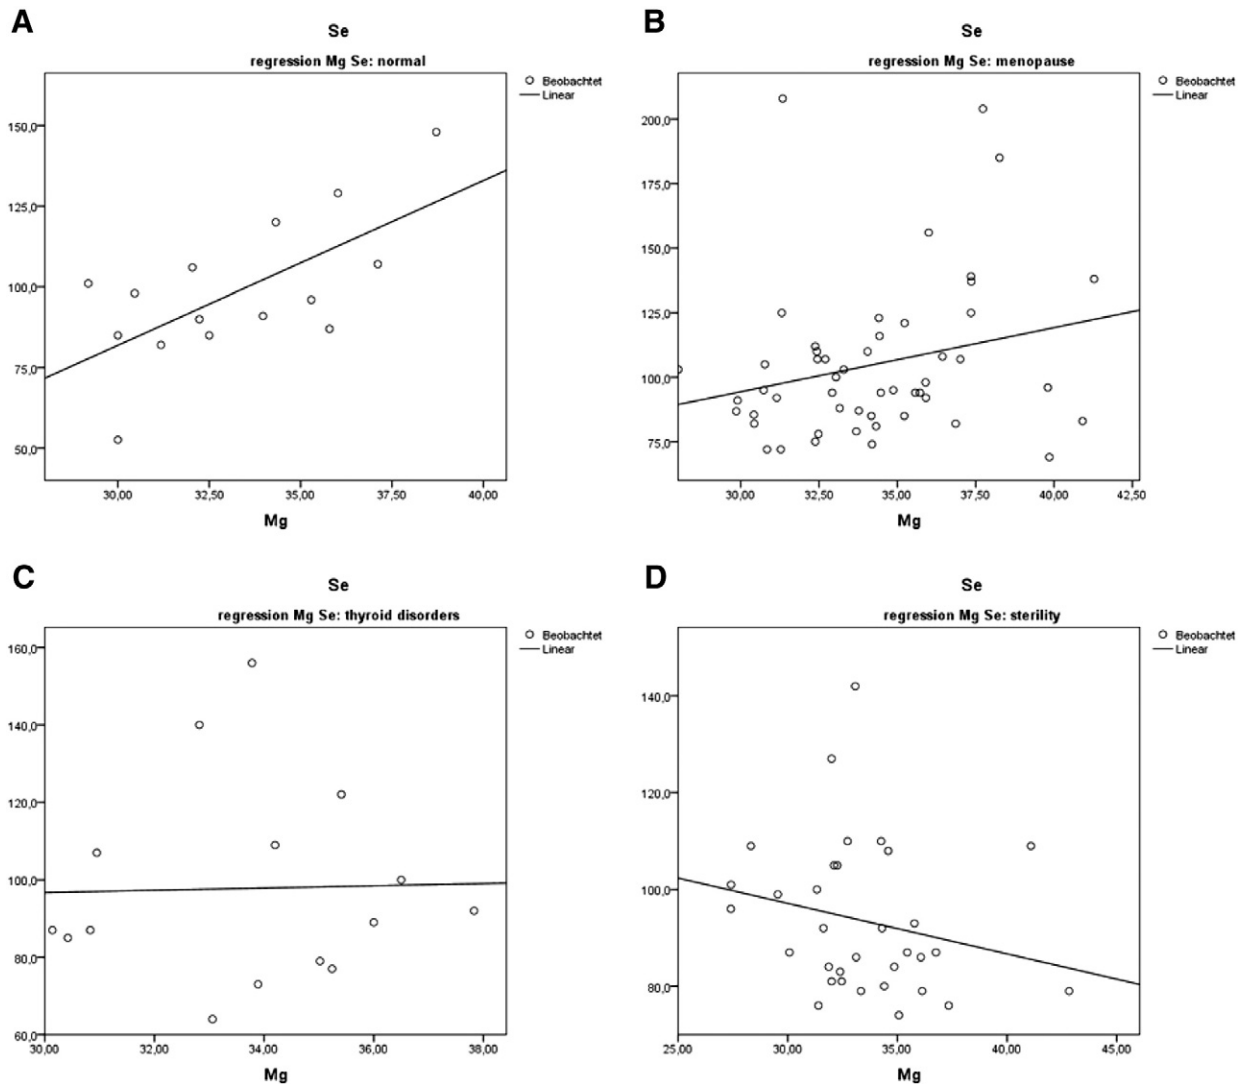 A
Se
regression Mg Se: normal
Beobachtet
Linear
150,0
125,0
100,0
75,0
50,0
30,00 32,50 35,00 37,50 40,00
Mg
B
Se
regression Mg Se: menopause
Beobachtet
Linear
200,0
175,0
150,0
125,0
100,0
75,0
30,00 32,50 35,00 37,50 40,00 42,50
Mg
C
Se
regression Mg Se: thyroid disorders
Beobachtet
Linear
160,0
140,0
120,0
100,0
80,0
60,0
30,00 32,00 34,00 36,00 38,00
Mg
D
Se
regression Mg Se: sterility
Beobachtet
Linear
140,0
120,0
100,0
80,0
25,00 30,00 35,00 40,00 45,00
Mg